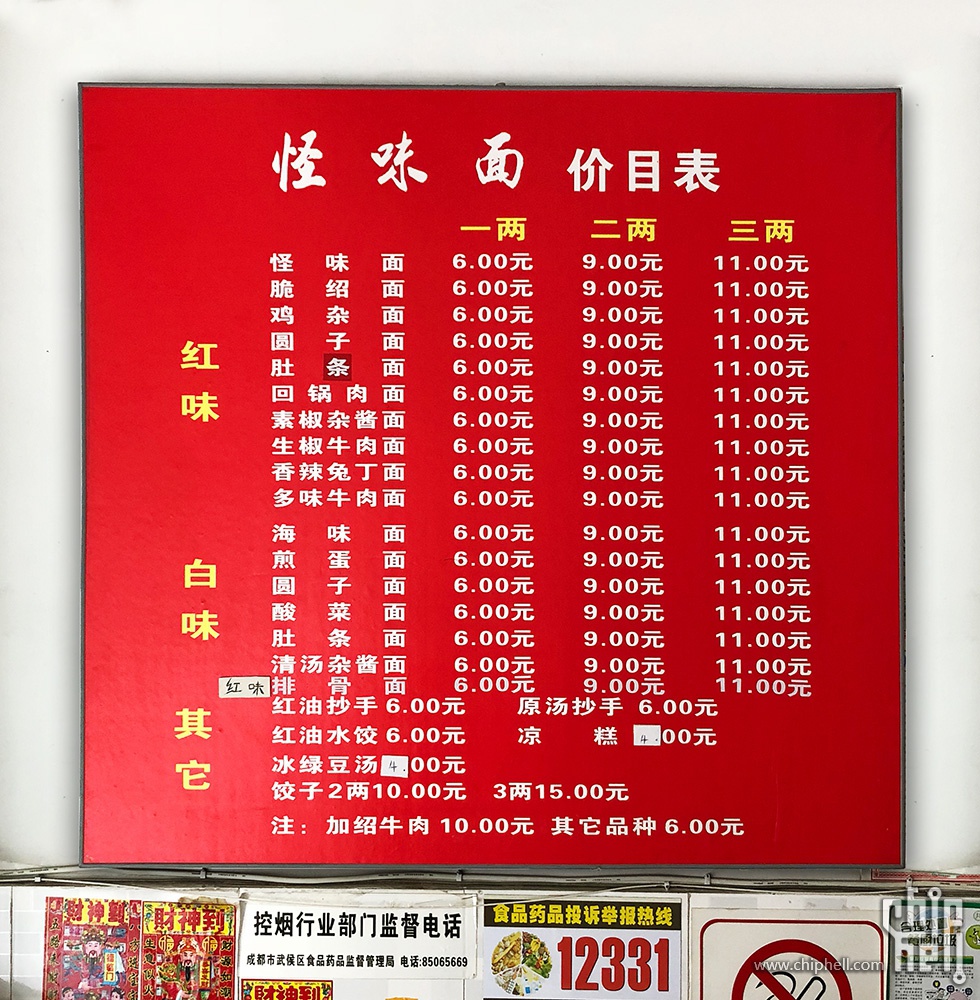 怪味面 价目表
一两 二两 三两
红味
怪味面 6.00元 9.00元 11.00元
脆绍面 6.00元 9.00元 11.00元
鸡杂面 6.00元 9.00元 11.00元
圆子面 6.00元 9.00元 11.00元
肚条面 6.00元 9.00元 11.00元
回锅肉面 6.00元 9.00元 11.00元
素椒杂酱面 6.00元 9.00元 11.00元
生椒牛肉面 6.00元 9.00元 11.00元
香辣兔丁面 6.00元 9.00元 11.00元
多味牛肉面 6.00元 9.00元 11.00元
白味
海味面 6.00元 9.00元 11.00元
煎蛋面 6.00元 9.00元 11.00元
圆子面 6.00元 9.00元 11.00元
酸菜面 6.00元 9.00元 11.00元
肚条面 6.00元 9.00元 11.00元
清汤杂酱面 6.00元 9.00元 11.00元
红味 排骨面 6.00元 9.00元 11.00元
其它
红油抄手 6.00元 原汤抄手 6.00元
红油水饺 6.00元 凉糕 4.00元
冰绿豆汤 4.00元
饺子2两10.00元 3两15.00元
注：加绍牛肉 10.00元 其它品种 6.00元
財神到
財神到
控烟行业部门监督电话
成都市武侯区食品药品监督管理局 电话:85065669
食品药品投诉举报热线
12331
www.chiphell.com
chip
hell